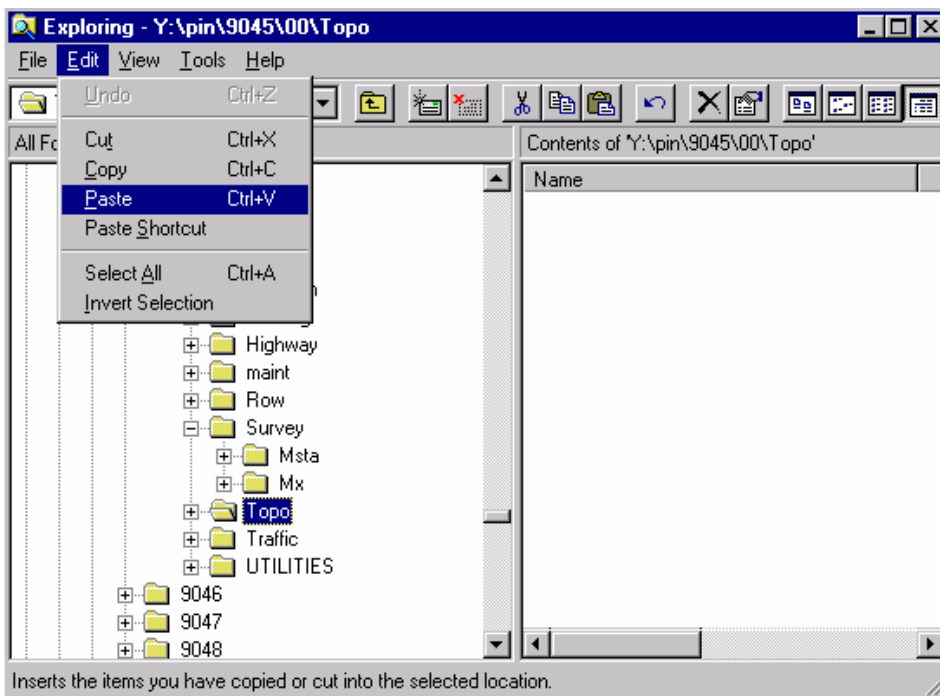 Exploring - Y:\pin\9045\00\Topo
File Edit View Tools Help
Undo Ctrl+Z
Cut Ctrl+X
Copy Ctrl+C
Paste Ctrl+V
Paste Shortcut
Select All Ctrl+A
Invert Selection
All Fo
Contents of 'Y:\pin\9045\00\Topo'
Name
Highway
maint
Row
Survey
Msta
Mx
Topo
Traffic
UTILITIES
9046
9047
9048
Inserts the items you have copied or cut into the selected location.